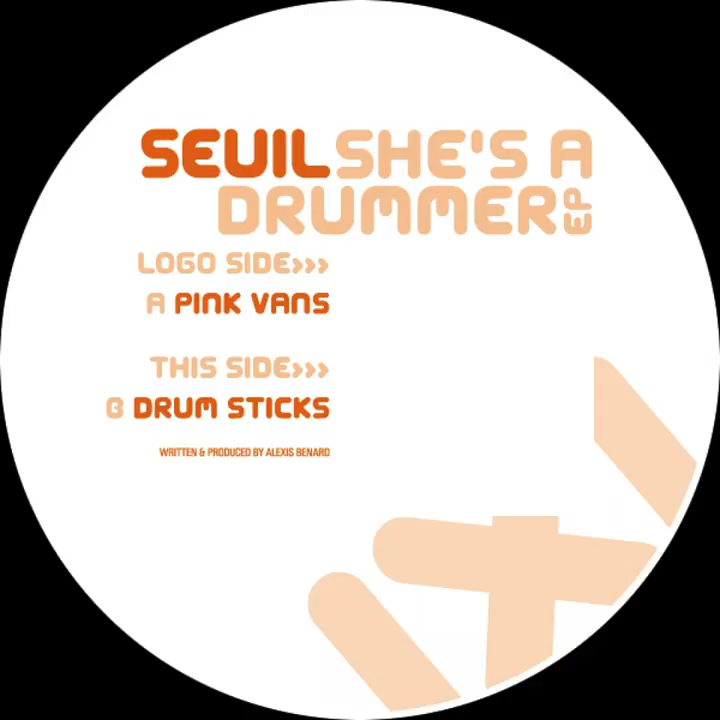 SEUIL SHE'S A
DRUMMER EP
LOGO SIDE>>>
A PINK VANS
THIS SIDE>>>
B DRUM STICKS
WRITTEN & PRODUCED BY ALEXIS BENARD